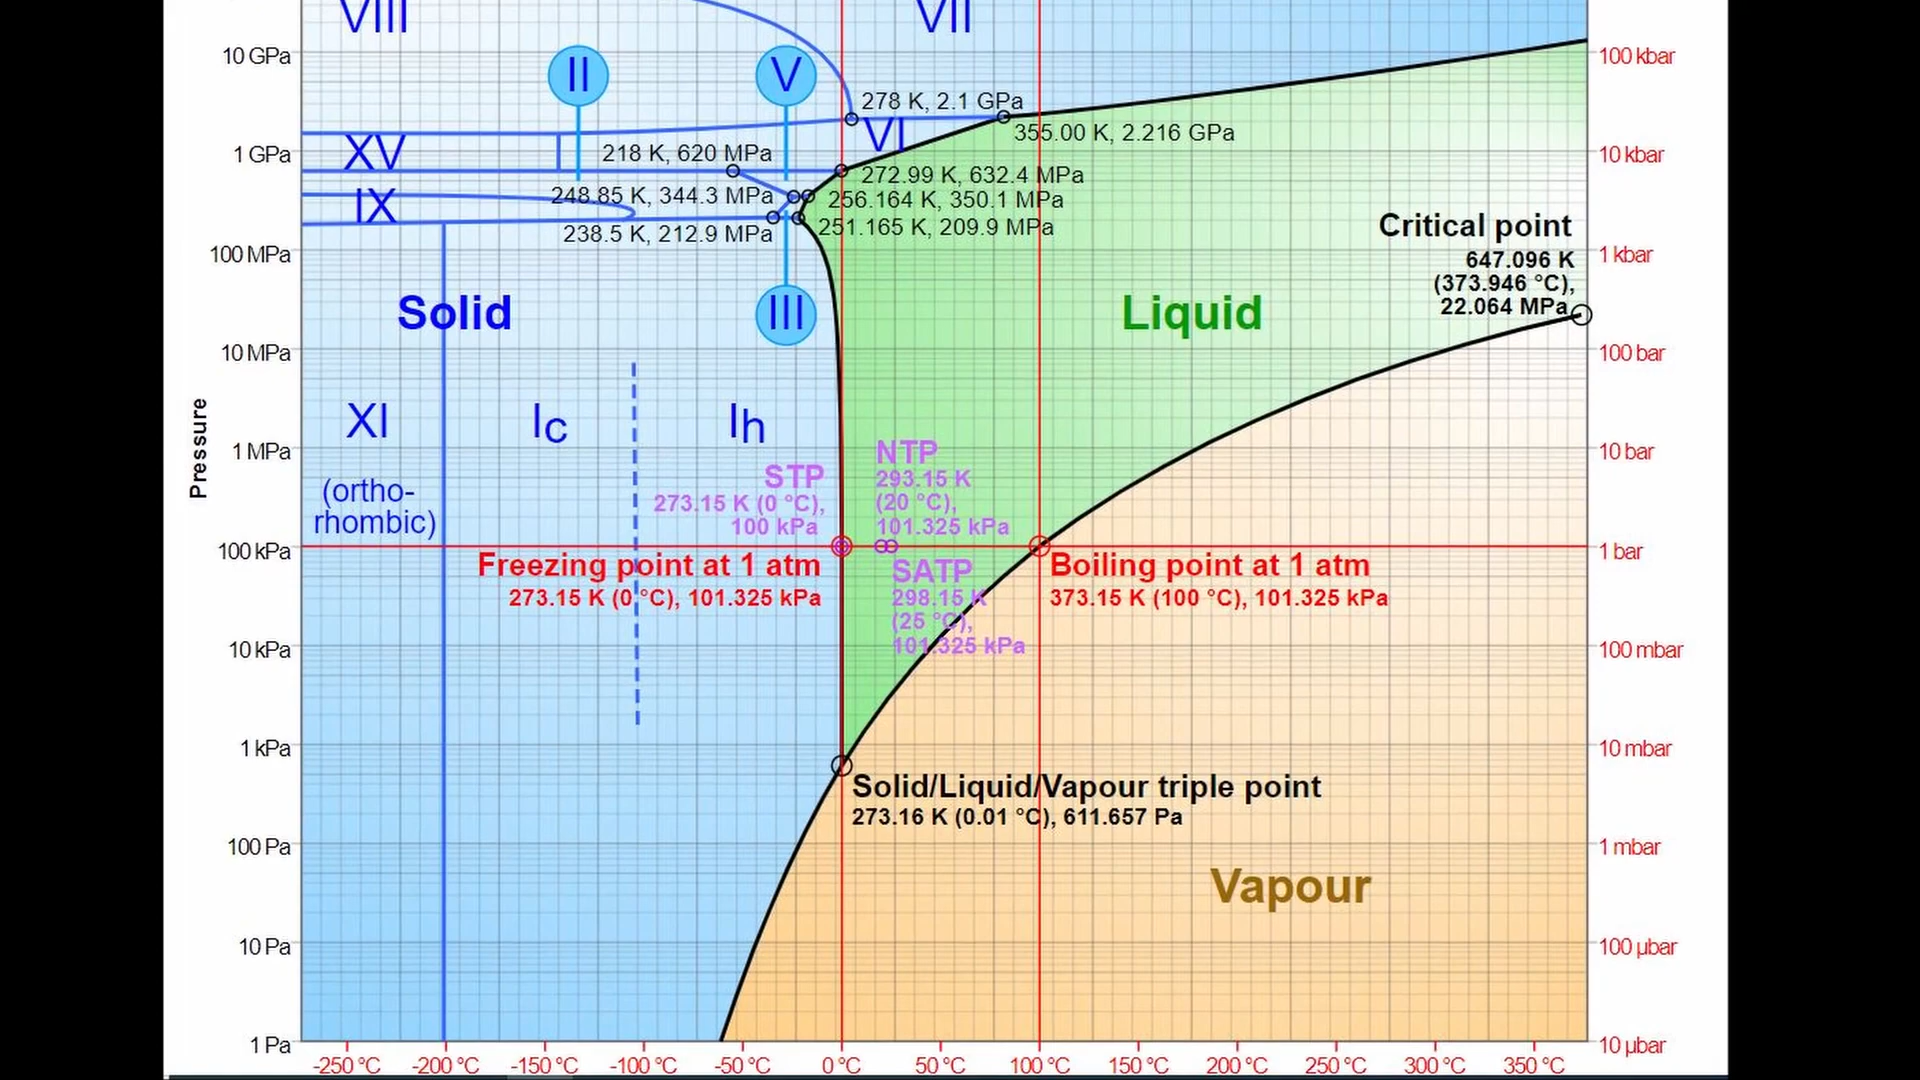 VIII
VII
10 GPa
100 kbar
II
V
278 K, 2.1 GPa
VI
355.00 K, 2.216 GPa
XV
1 GPa
10 kbar
218 K, 620 MPa
272.99 K, 632.4 MPa
248.85 K, 344.3 MPa
256.164 K, 350.1 MPa
IX
238.5 K, 212.9 MPa
251.165 K, 209.9 MPa
100 MPa
1 kbar
Critical point
647.096 K
(373.946 °C),
22.064 MPa
Solid
III
Liquid
10 MPa
100 bar
XI
Ic
Ih
1 MPa
10 bar
Pressure
(ortho-
rhombic)
STP
273.15 K (0 °C),
100 kPa
NTP
293.15 K
(20 °C),
101.325 kPa
100 kPa
1 bar
Freezing point at 1 atm
273.15 K (0 °C), 101.325 kPa
SATP
298.15 K
(25 °C),
101.325 kPa
Boiling point at 1 atm
373.15 K (100 °C), 101.325 kPa
10 kPa
100 mbar
1 kPa
10 mbar
Solid/Liquid/Vapour triple point
273.16 K (0.01 °C), 611.657 Pa
100 Pa
1 mbar
Vapour
10 Pa
100 µbar
1 Pa
10 µbar
-250 °C
-200 °C
-150 °C
-100 °C
-50 °C
0 °C
50 °C
100 °C
150 °C
200 °C
250 °C
300 °C
350 °C